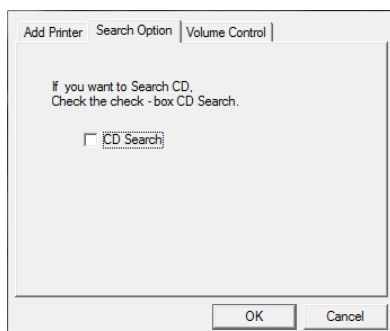 Add Printer Search Option Volume Control
If you want to Search CD,
Check the check - box CD Search.
CD Search
OK Cancel